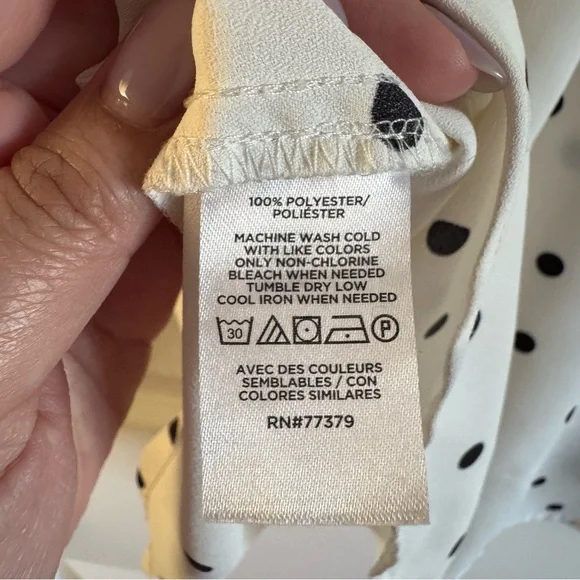 100% POLYESTER/
POLIÉSTER
MACHINE WASH COLD
WITH LIKE COLORS
ONLY NON-CHLORINE
BLEACH WHEN NEEDED
TUMBLE DRY LOW
COOL IRON WHEN NEEDED
30 P
AVEC DES COULEURS
SEMBLABLES / CON
COLORES SIMILARES
RN#77379